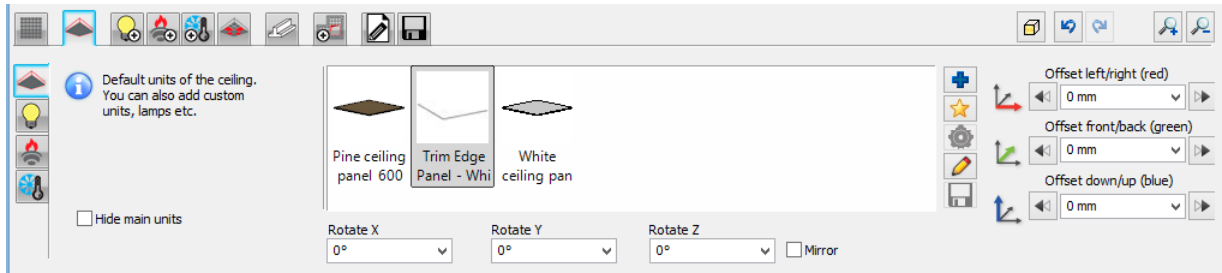 Default units of the ceiling.
You can also add custom
units, lamps etc.
Hide main units
Pine ceiling
panel 600
Trim Edge
Panel - Whi
White
ceiling pan
Rotate X
0°
Rotate Y
0°
Rotate Z
0°
Mirror
Offset left/right (red)
0 mm
Offset front/back (green)
0 mm
Offset down/up (blue)
0 mm